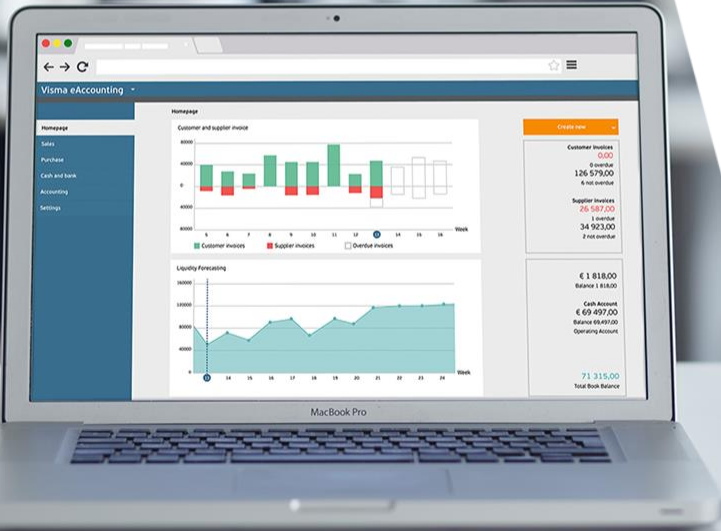 Visma eAccounting
Homepage
Homepage
Sales
Purchase
Cash and bank
Accounting
Settings
Customer and supplier invoice
80000
40000
0
40000
80000
5 6 7 8 9 10 11 12 13 14 15 16 Week
Customer invoices Supplier invoices Overdue invoices
Create new
Customer invoices
0,00
0 overdue
126 579,00
6 not overdue
Supplier invoices
26 587,00
1 overdue
34 923,00
2 not overdue
Liquidity Forecasting
160000
120000
80000
40000
0
13 14 15 16 17 18 19 20 21 22 23 24 Week
€ 1 818,00
Balance 1 818,00
Cash Account
€ 69 497,00
Balance 69,497,00
Operating Account
71 315,00
Total Book Balance
MacBook Pro